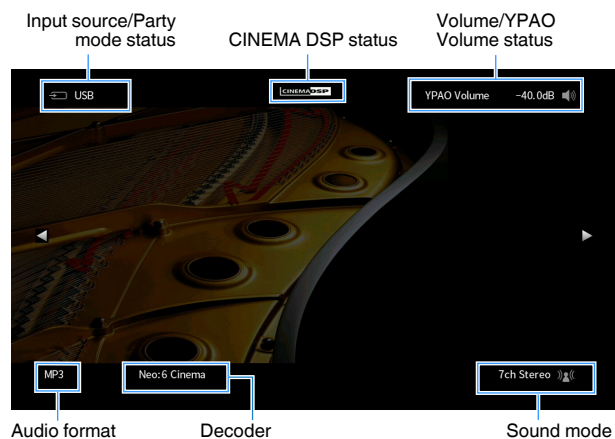 Input source/Party
mode status
CINEMA DSP status
Volume/YPAO
Volume status
USB
CINEMA DSP
YPAO Volume -40.0dB
MP3
Neo:6 Cinema
7ch Stereo
Audio format
Decoder
Sound mode